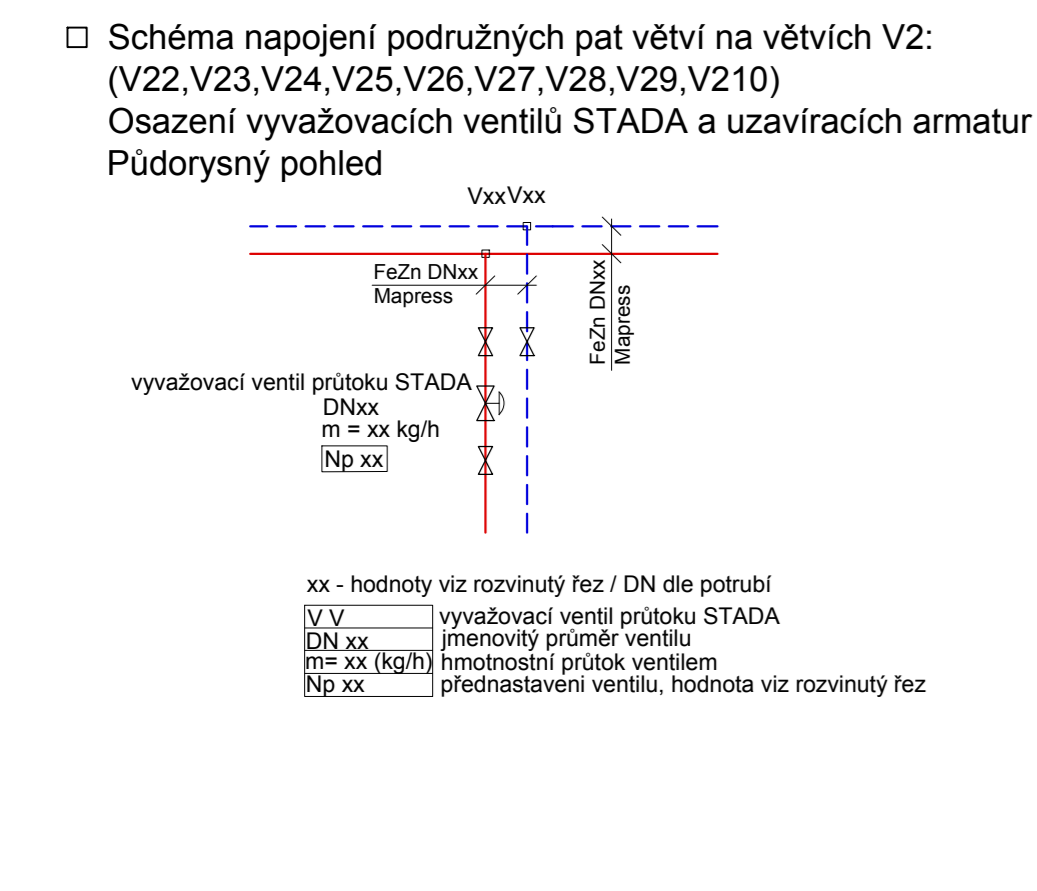 Schéma napojení podružných pat větví na větvích V2:
(V22,V23,V24,V25,V26,V27,V28,V29,V210)
Osazení vyvažovacích ventilů STADA a uzavíracích armatur
Půdorysný pohled
VxxVxx
FeZn DNxx
Mapress
FeZn DNxx
Mapress
vyvažovací ventil průtoku STADA
DNxx
m = xx kg/h
Np xx
xx - hodnoty viz rozvinutý řez / DN dle potrubí
V V vyvažovací ventil průtoku STADA
DN xx jmenovitý průměr ventilu
m= xx (kg/h) hmotnostní průtok ventilem
Np xx přednastaveni ventilu, hodnota viz rozvinutý řez